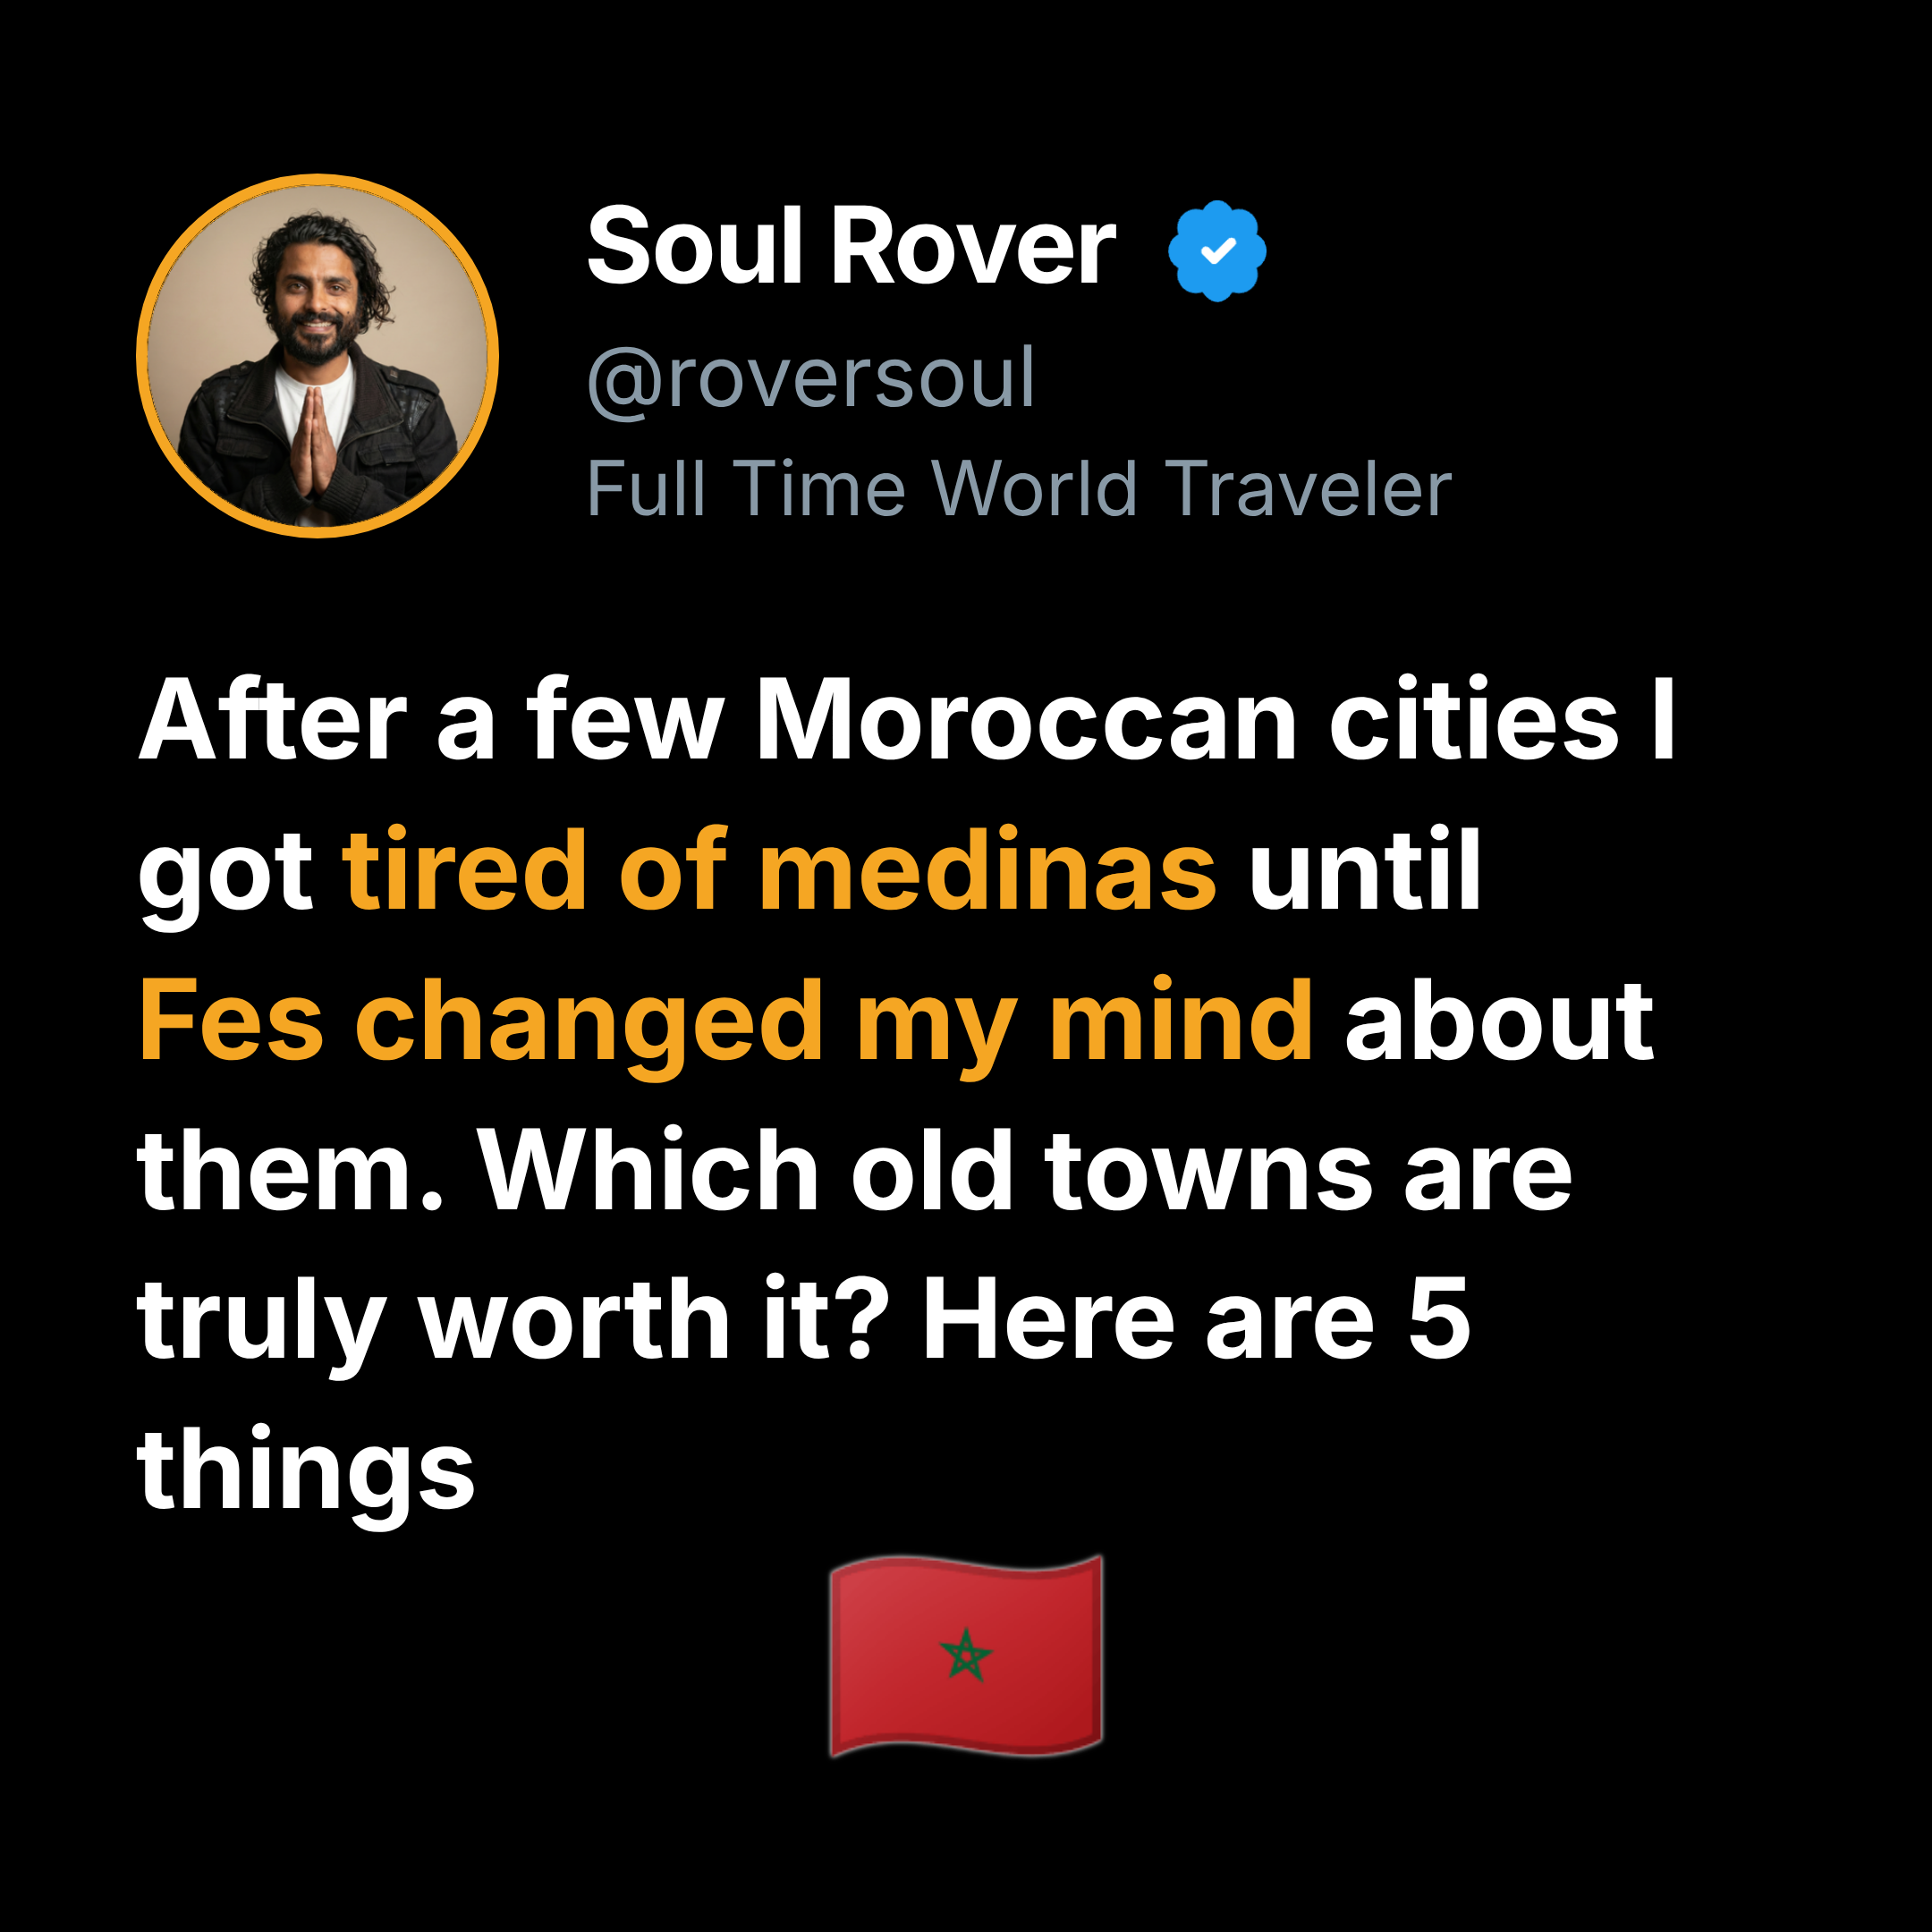 Soul Rover
@roversoul
Full Time World Traveler
After a few Moroccan cities I
got tired of medinas until
Fes changed my mind about
them. Which old towns are
truly worth it? Here are 5
things